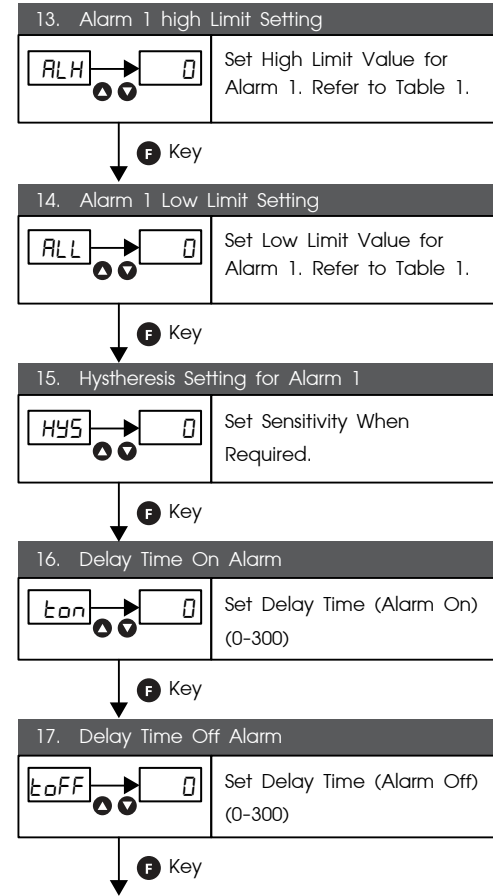 13. Alarm 1 high Limit Setting
ALH 0
Set High Limit Value for
Alarm 1. Refer to Table 1.
F Key
14. Alarm 1 Low Limit Setting
ALL 0
Set Low Limit Value for
Alarm 1. Refer to Table 1.
F Key
15. Hystheresis Setting for Alarm 1
HYS 0
Set Sensitivity When
Required.
F Key
16. Delay Time On Alarm
ton 0
Set Delay Time (Alarm On)
(0-300)
F Key
17. Delay Time Off Alarm
toFF 0
Set Delay Time (Alarm Off)
(0-300)
F Key